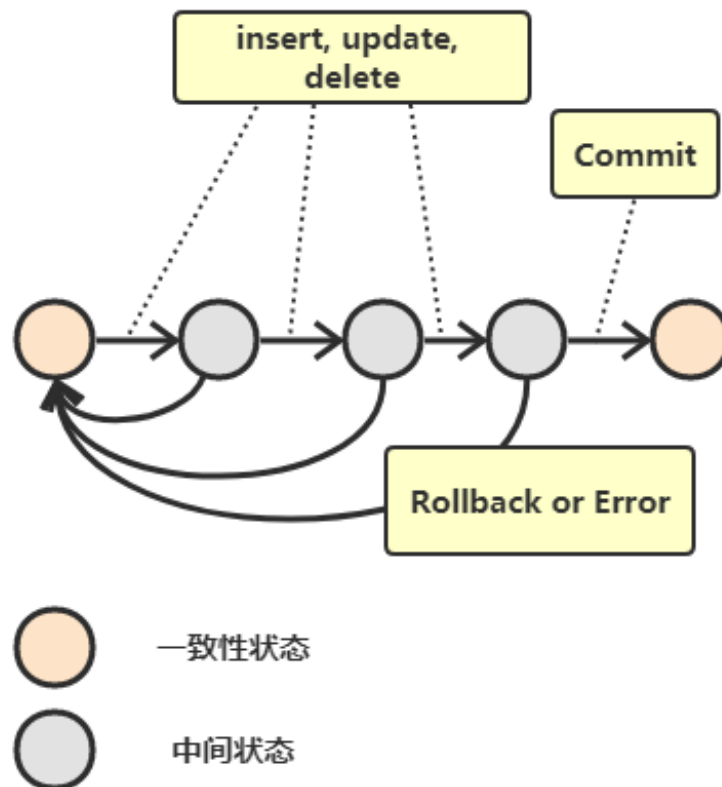 insert, update,
delete
Commit
Rollback or Error
一致性状态
中间状态